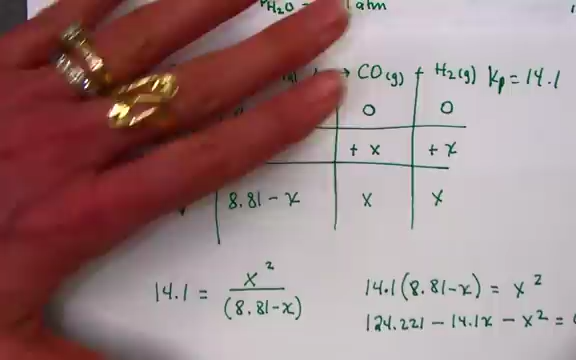 PH₂O 1 atm
(g) → CO(g) + H₂(g) Kp = 14.1
0 0
+ x + x
8.81 - x x x
14.1 = x² / (8.81-x) 14.1(8.81-x) = x²
124.221 - 14.1x - x² =